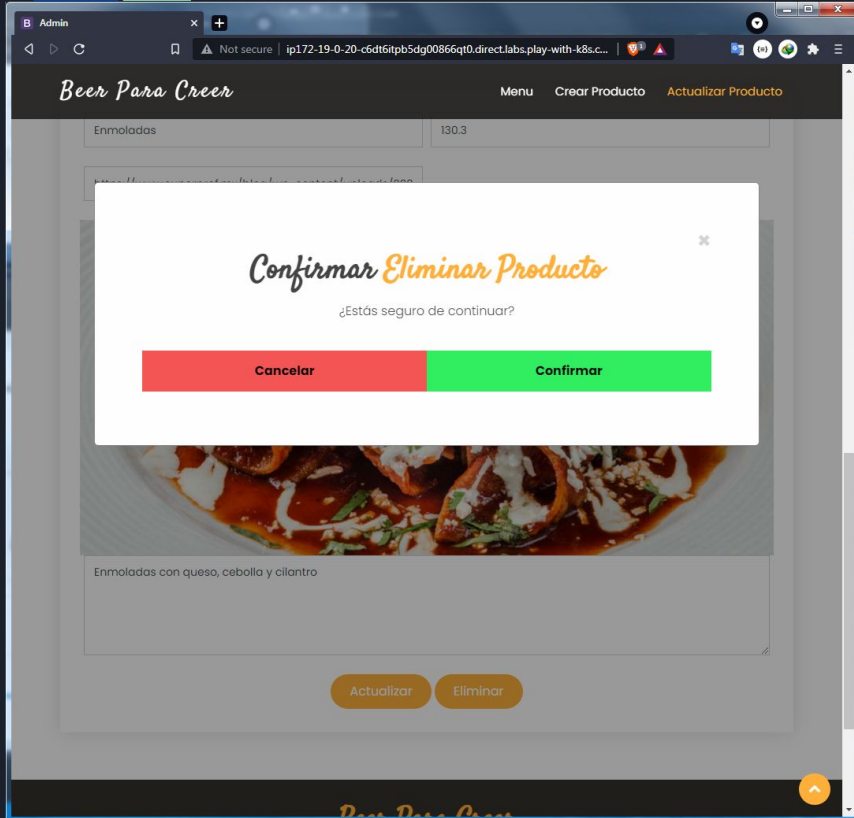 Admin
Not secure | ip172-19-0-20-c6dt6itpb5dg00866qt0.direct.labs.play-with-k8s.c...
Beer Para Creer
Menu Crear Producto Actualizar Producto
Enmoladas 130.3
Confirmar Eliminar Producto
¿Estás seguro de continuar?
Cancelar Confirmar
Enmoladas con queso, cebolla y cilantro
Actualizar Eliminar
Beer Para Creer